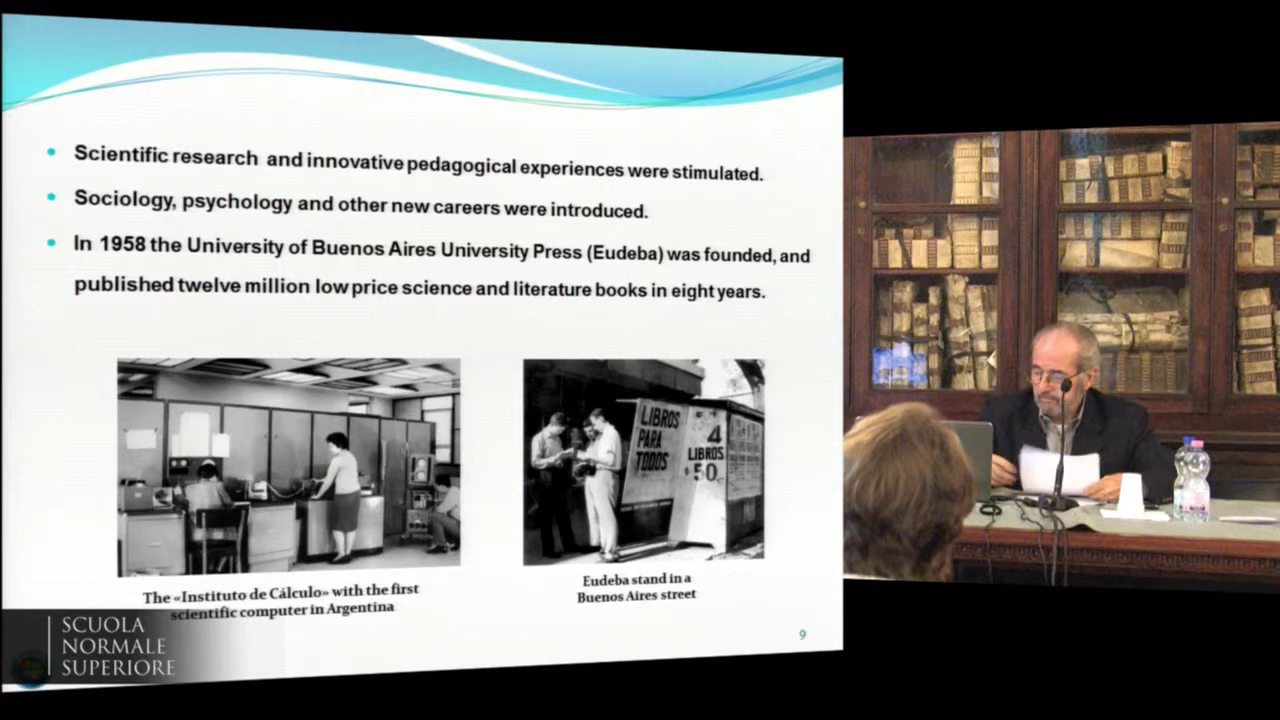 Scientific research and innovative pedagogical experiences were stimulated.
Sociology, psychology and other new careers were introduced.
In 1958 the University of Buenos Aires University Press (Eudeba) was founded, and
published twelve million low price science and literature books in eight years.
LIBROS
PARA
TODOS
4
LIBROS
50
The «Instituto de Cálculo» with the first
scientific computer in Argentina
Eudeba stand in a
Buenos Aires street
9
SCUOLA
NORMALE
SUPERIORE